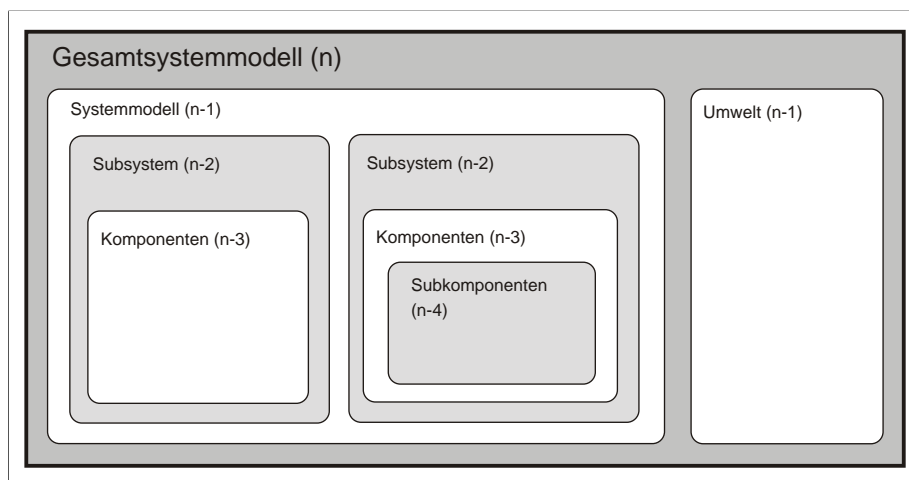 Gesamtsystemmodell (n)
Systemmodell (n-1)
Subsystem (n-2)
Komponenten (n-3)
Subsystem (n-2)
Komponenten (n-3)
Subkomponenten
(n-4)
Umwelt (n-1)